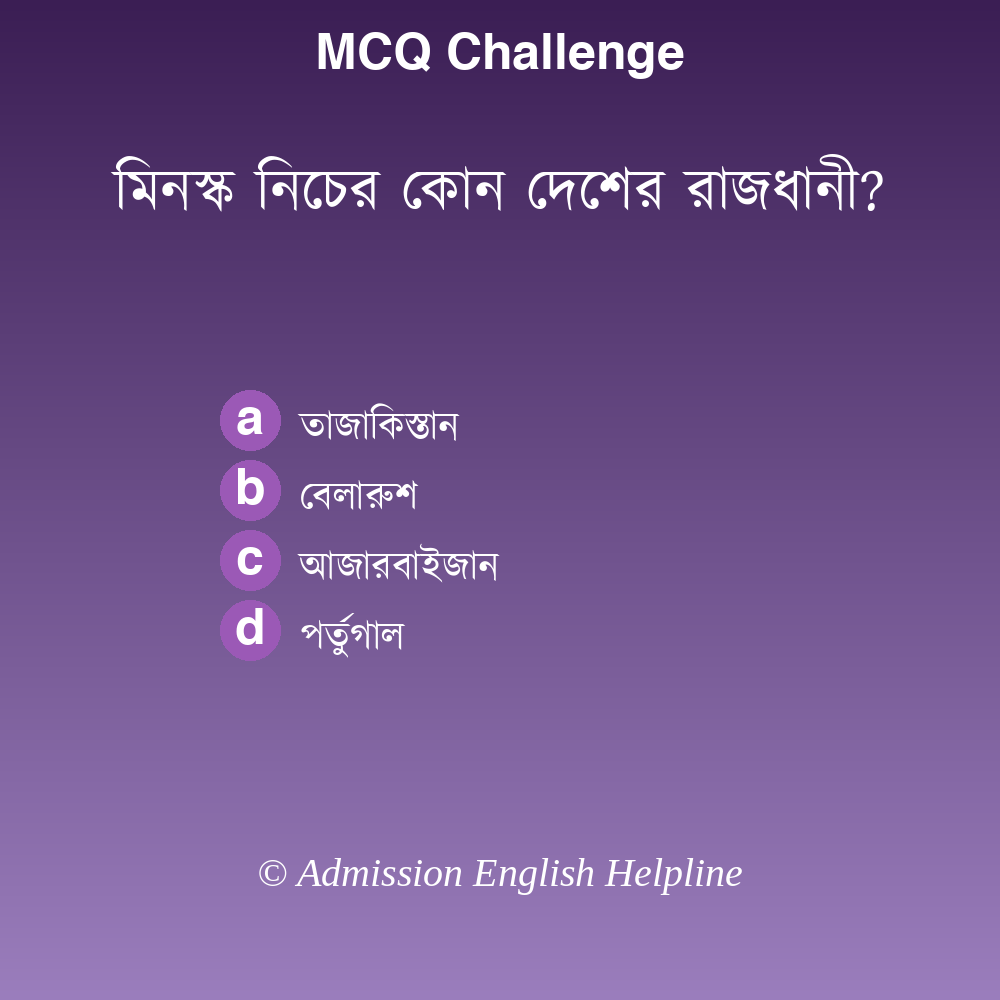 MCQ Challenge
মিনস্ক নিচের কোন দেশের রাজধানী?
a তাজাকিস্তান
b বেলারুশ
c আজারবাইজান
d পর্তুগাল
© Admission English Helpline